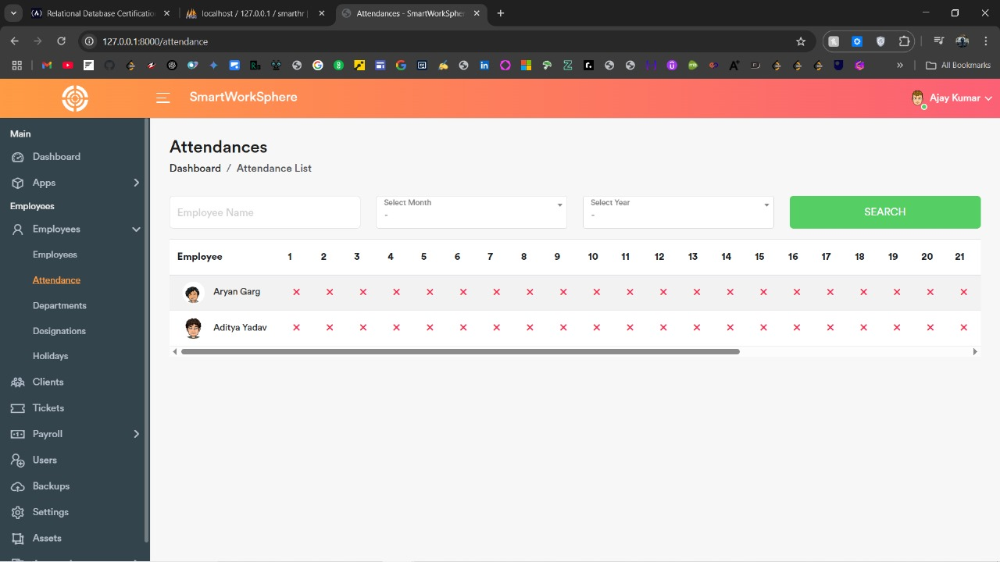 Relational Database Certificatio
localhost / 127.0.0.1 / smarthr |
Attendances - SmartWorkSpher
127.0.0.1:8000/attendance
All Bookmarks
SmartWorkSphere
Ajay Kumar
Main
Dashboard
Apps
Employees
Employees
Employees
Attendance
Departments
Designations
Holidays
Clients
Tickets
Payroll
Users
Backups
Settings
Assets
Attendances
Dashboard / Attendance List
Employee Name
Select Month
-
Select Year
-
SEARCH
Employee 1 2 3 4 5 6 7 8 9 10 11 12 13 14 15 16 17 18 19 20 21
Aryan Garg
Aditya Yadav